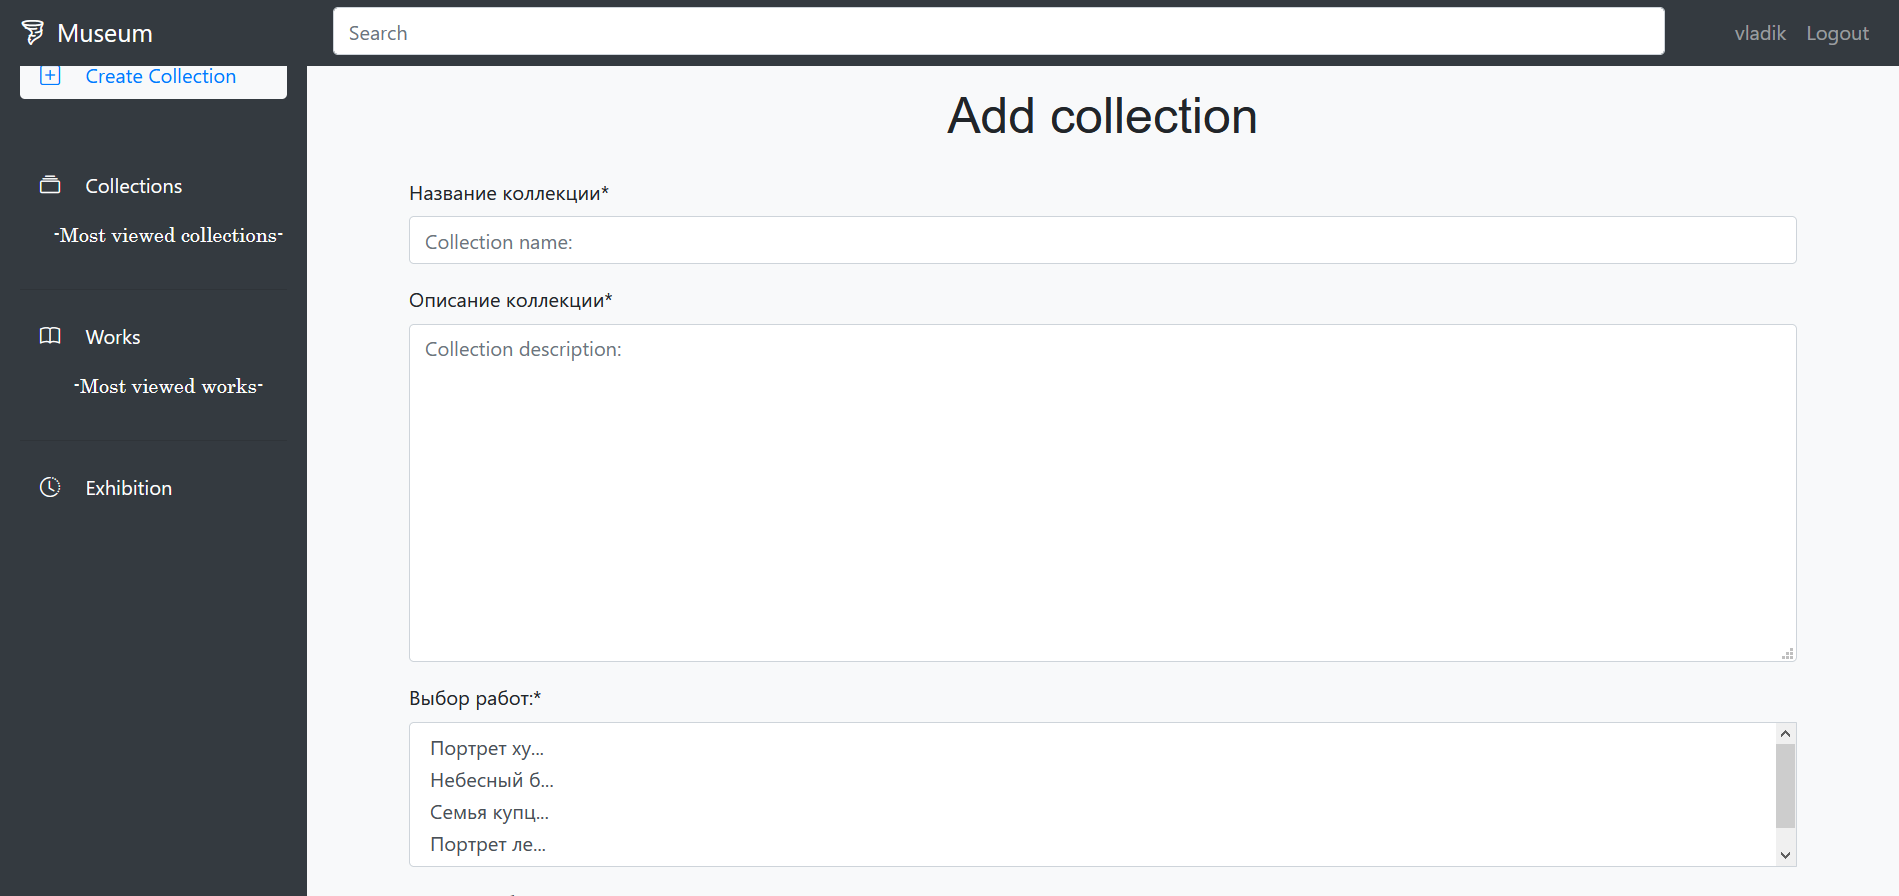 Museum
Search
vladik Logout
Create Collection
Collections
-Most viewed collections-
Works
-Most viewed works-
Exhibition
Add collection
Название коллекции*
Collection name:
Описание коллекции*
Collection description:
Выбор работ:*
Портрет ху...
Небесный б...
Семья купц...
Портрет ле...